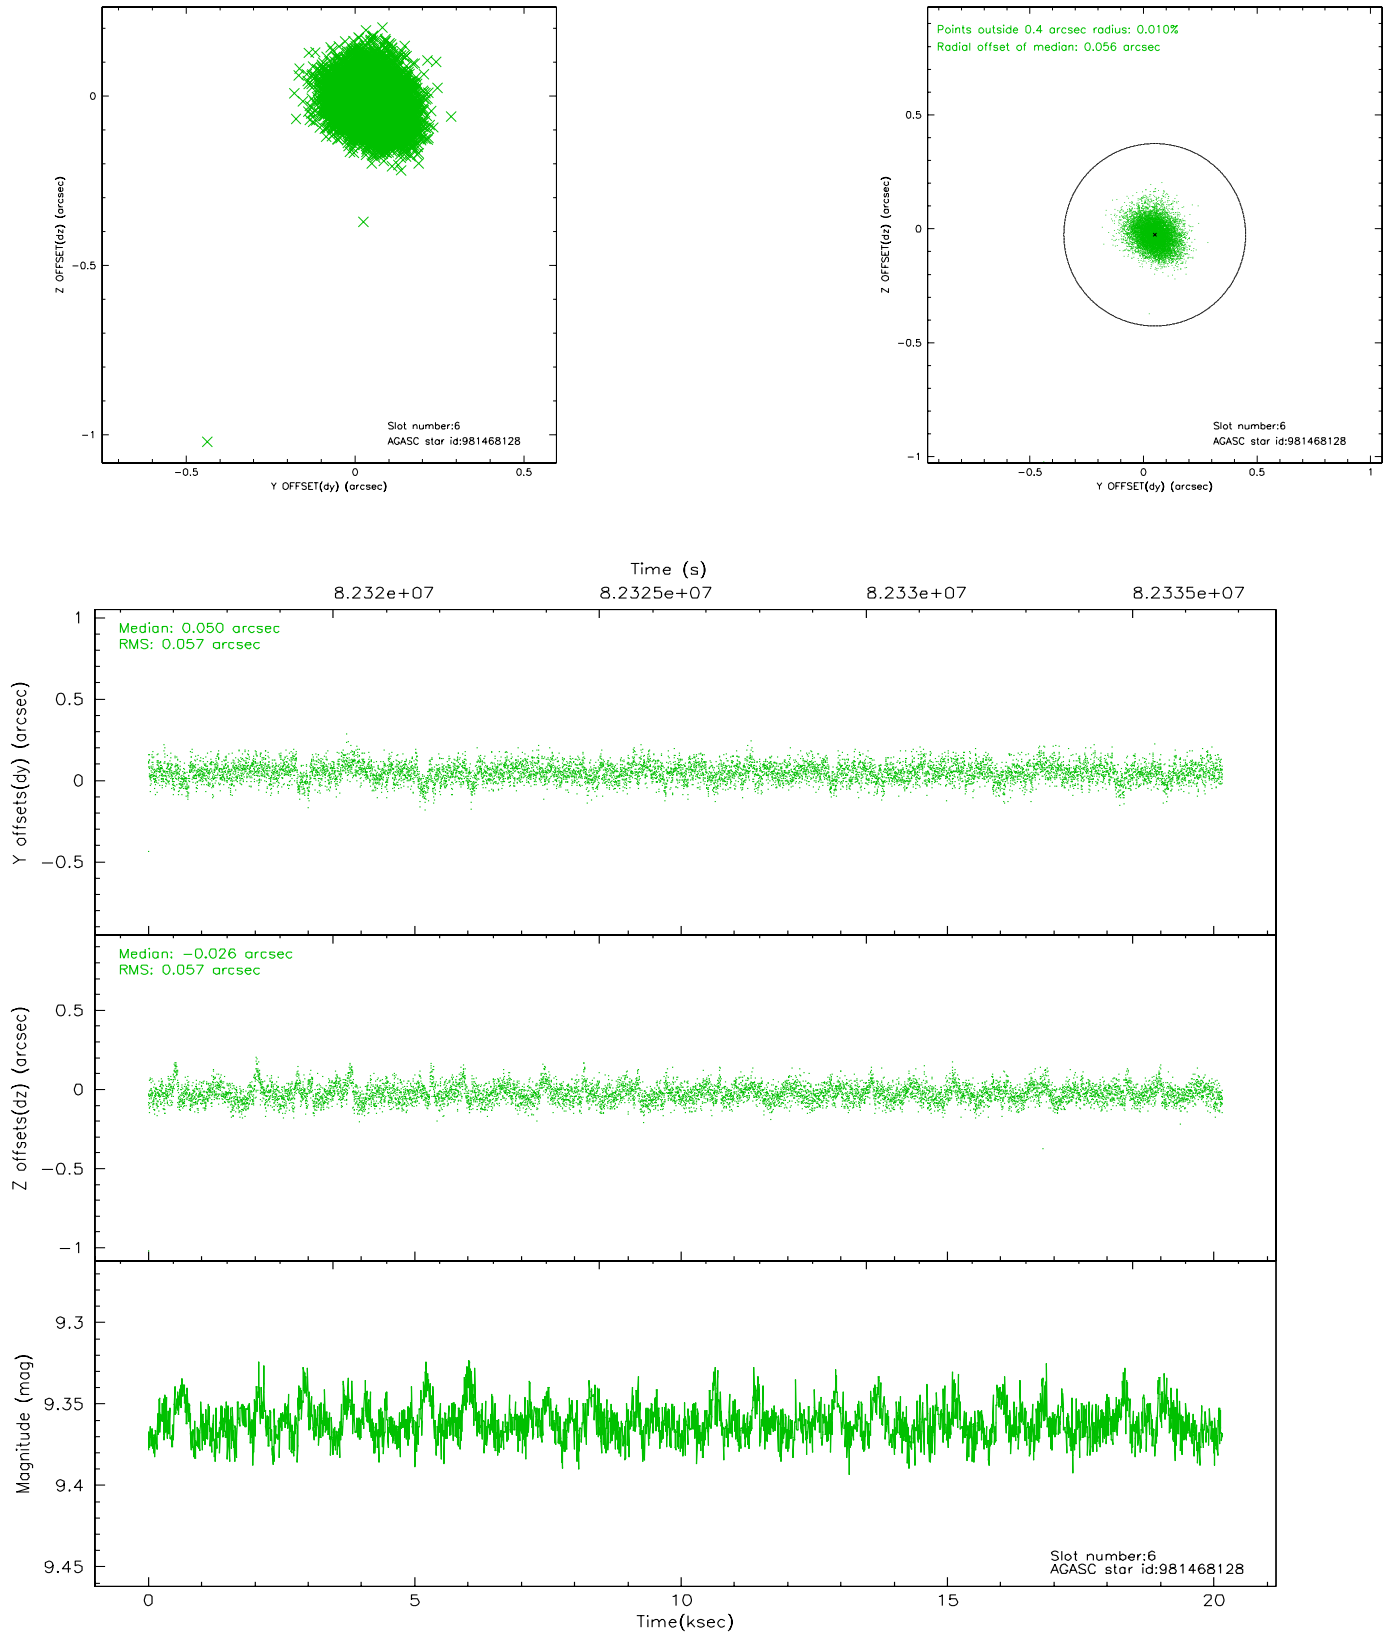 0
−0.5
−1
Z OFFSET(dz) (arcsec)
Slot number:6
AGASC star id:981468128
−0.5 0 0.5
Y OFFSET(dy) (arcsec)
Points outside 0.4 arcsec radius: 0.010%
Radial offset of median: 0.056 arcsec
0.5
0
−0.5
−1
Z OFFSET(dz) (arcsec)
Slot number:6
AGASC star id:981468128
−0.5 0 0.5 1
Y OFFSET(dy) (arcsec)
Time (s)
8.232e+07 8.2325e+07 8.233e+07 8.2335e+07
Median: 0.050 arcsec
RMS: 0.057 arcsec
1
0.5
0
−0.5
Y offsets(dy) (arcsec)
Median: −0.026 arcsec
RMS: 0.057 arcsec
0.5
0
−0.5
−1
Z offsets(dz) (arcsec)
9.3
9.35
9.4
9.45
Magnitude (mag)
Slot number:6
AGASC star id:981468128
0 5 10 15 20
Time(ksec)